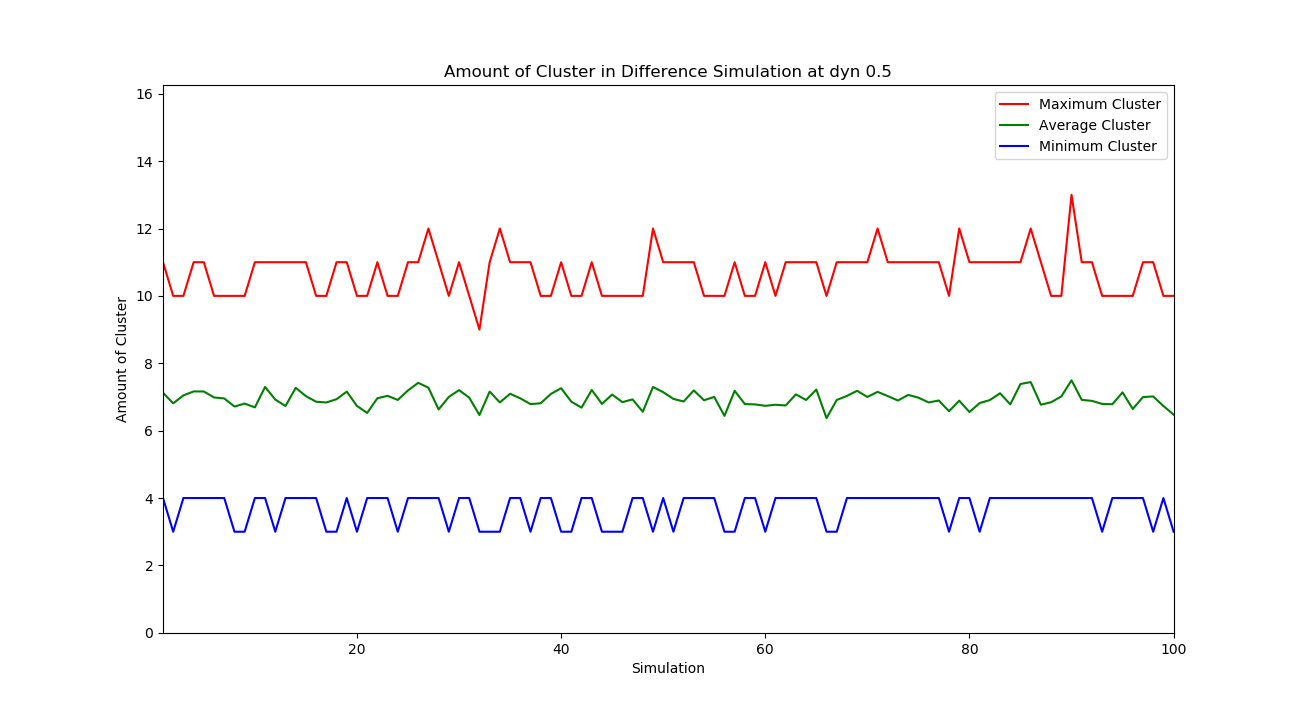 Amount of Cluster in Difference Simulation at dyn 0.5
Maximum Cluster
Average Cluster
Minimum Cluster
Amount of Cluster
16
14
12
10
8
6
4
2
0
20
40
60
80
100
Simulation